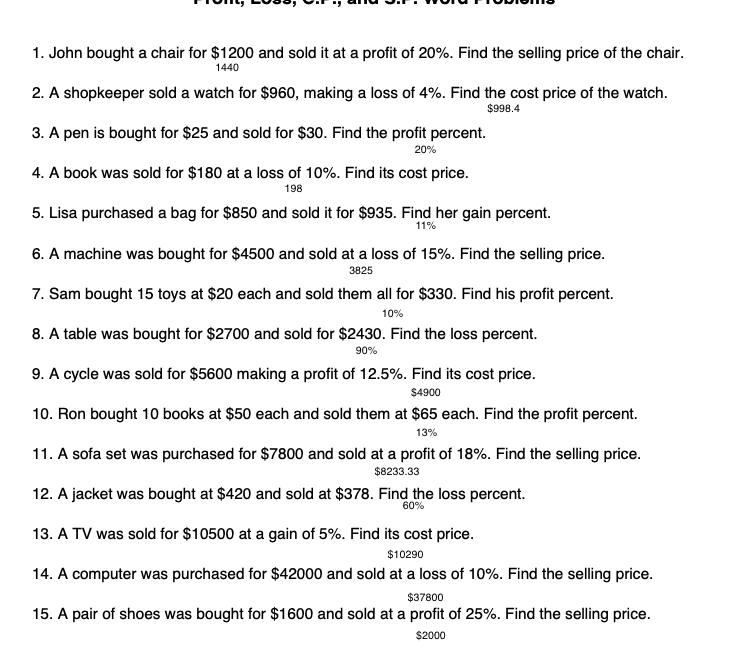 Profit, Loss, C.P., and S.P. Word Problems
1. John bought a chair for $1200 and sold it at a profit of 20%. Find the selling price of the chair.
1440
2. A shopkeeper sold a watch for $960, making a loss of 4%. Find the cost price of the watch.
$998.4
3. A pen is bought for $25 and sold for $30. Find the profit percent.
20%
4. A book was sold for $180 at a loss of 10%. Find its cost price.
198
5. Lisa purchased a bag for $850 and sold it for $935. Find her gain percent.
11%
6. A machine was bought for $4500 and sold at a loss of 15%. Find the selling price.
3825
7. Sam bought 15 toys at $20 each and sold them all for $330. Find his profit percent.
10%
8. A table was bought for $2700 and sold for $2430. Find the loss percent.
90%
9. A cycle was sold for $5600 making a profit of 12.5%. Find its cost price.
$4900
10. Ron bought 10 books at $50 each and sold them at $65 each. Find the profit percent.
13%
11. A sofa set was purchased for $7800 and sold at a profit of 18%. Find the selling price.
$8233.33
12. A jacket was bought at $420 and sold at $378. Find the loss percent.
60%
13. A TV was sold for $10500 at a gain of 5%. Find its cost price.
$10290
14. A computer was purchased for $42000 and sold at a loss of 10%. Find the selling price.
$37800
15. A pair of shoes was bought for $1600 and sold at a profit of 25%. Find the selling price.
$2000